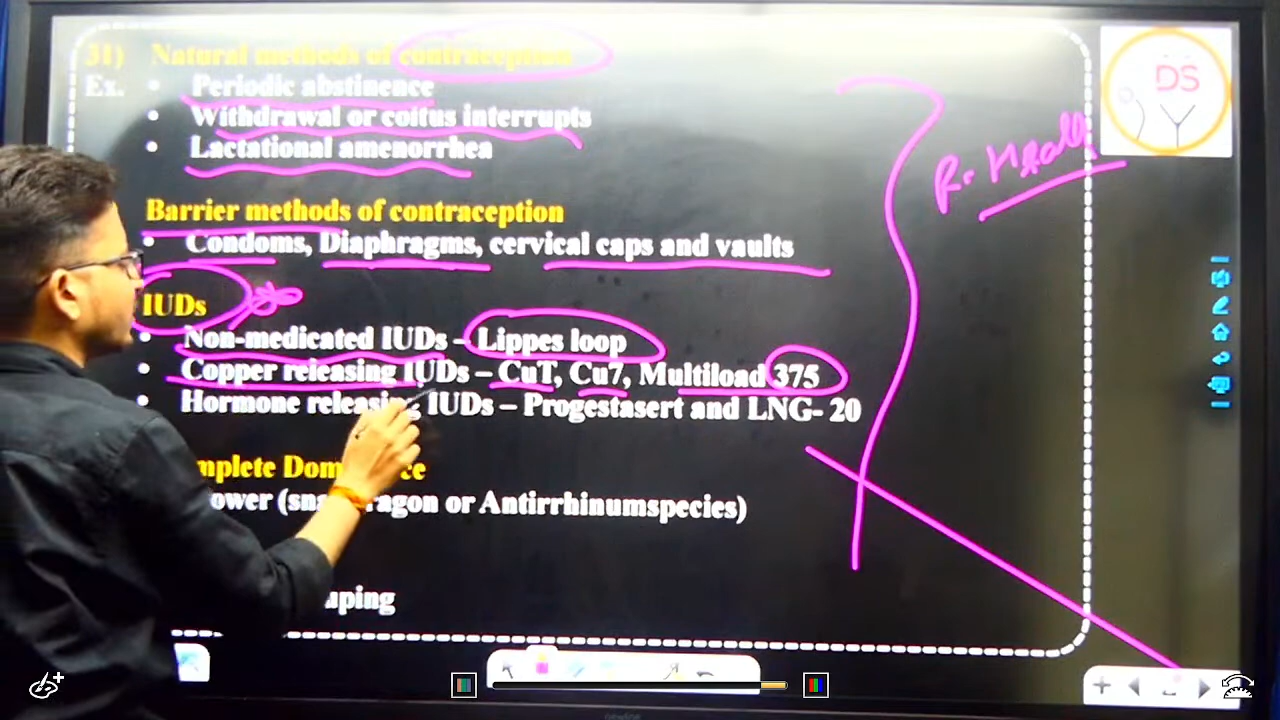 31) Natural methods of contraception
Ex. • Periodic abstinence
• Withdrawal or coitus interrupts
• Lactational amenorrhea
Barrier methods of contraception
• Condoms, Diaphragms, cervical caps and vaults
IUDs
• Non-medicated IUDs – Lippes loop
• Copper releasing IUDs – CuT, Cu7, Multiload 375
• Hormone releasing IUDs – Progestasert and LNG- 20
(snapdragon or Antirrhinumspecies)
R. Health
DS